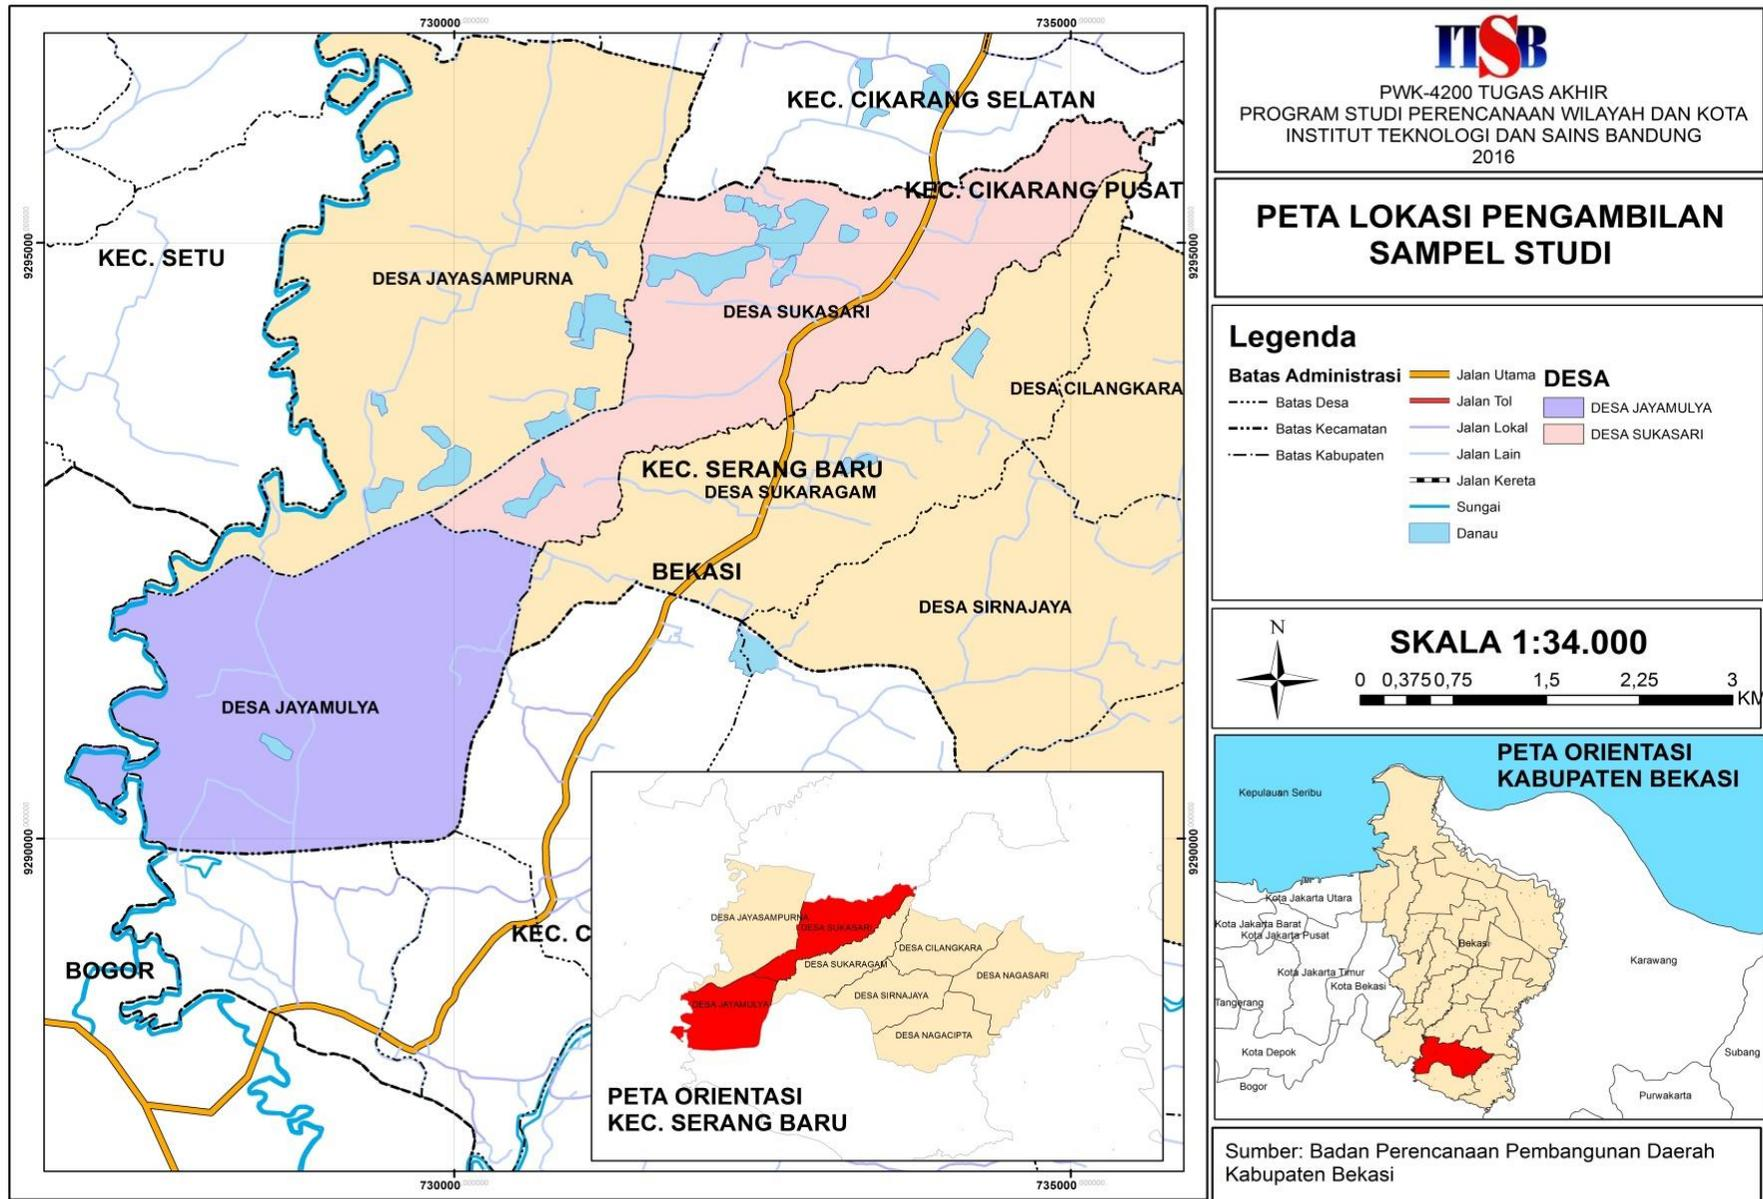 730000
735000
9295000
9290000
9295000
9290000
730000
735000
KEC. CIKARANG SELATAN
KEC. CIKARANG PUSAT
KEC. SETU
DESA JAYASAMPURNA
DESA SUKASARI
DESA CILANGKARA
KEC. SERANG BARU
DESA SUKARAGAM
BEKASI
DESA SIRNAJAYA
DESA JAYAMULYA
KEC. C
BOGOR
DESA JAYASAMPURNA
DESA SUKASARI
DESA CILANGKARA
DESA SUKARAGAM
DESA NAGASARI
DESA SIRNAJAYA
DESA JAYAMULYA
DESA NAGACIPTA
PETA ORIENTASI
KEC. SERANG BARU
ITSB
PWK-4200 TUGAS AKHIR
PROGRAM STUDI PERENCANAAN WILAYAH DAN KOTA
INSTITUT TEKNOLOGI DAN SAINS BANDUNG
2016
PETA LOKASI PENGAMBILAN
SAMPEL STUDI
Legenda
Batas Administrasi
Batas Desa
Batas Kecamatan
Batas Kabupaten
Jalan Utama
Jalan Tol
Jalan Lokal
Jalan Lain
Jalan Kereta
Sungai
Danau
DESA
DESA JAYAMULYA
DESA SUKASARI
N
SKALA 1:34.000
0 0,375 0,75 1,5 2,25 3
KM
PETA ORIENTASI
KABUPATEN BEKASI
Kepulauan Seribu
Kota Jakarta Utara
Kota Jakarta Barat
Kota Jakarta Pusat
Bekasi
Karawang
Kota Jakarta Timur
Kota Bekasi
Tangerang
Kota Depok
Subang
Bogor
Purwakarta
Sumber: Badan Perencanaan Pembangunan Daerah
Kabupaten Bekasi